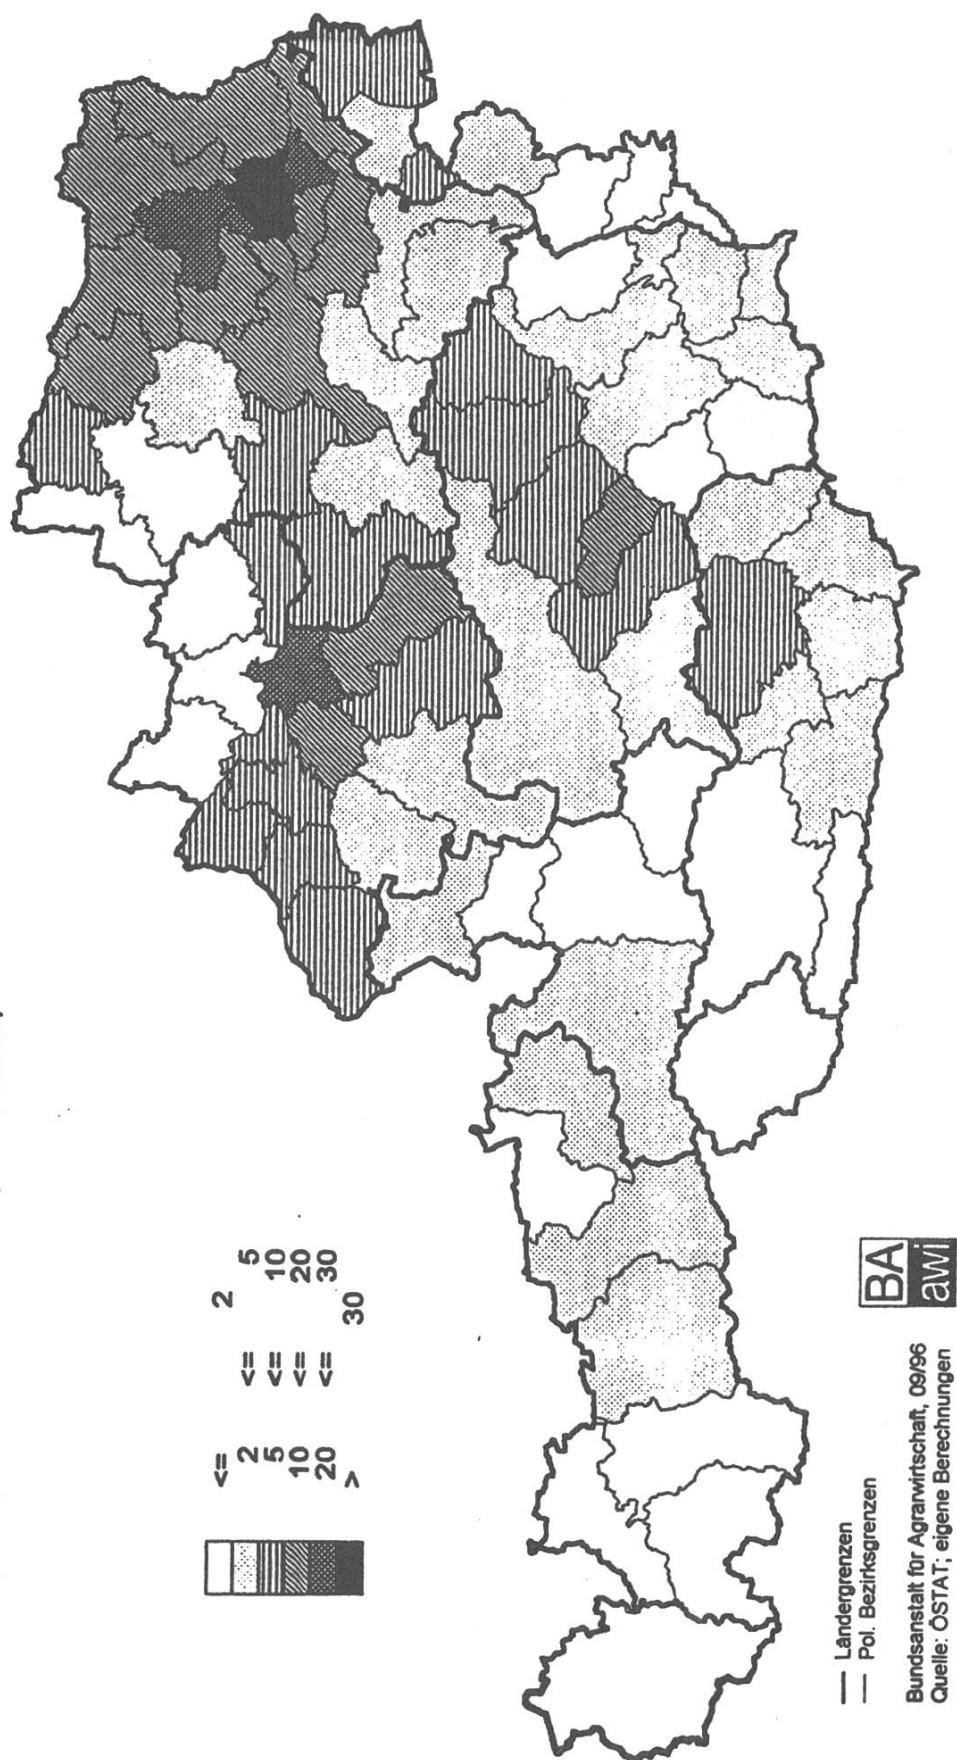 <= 2
2 <= 5
5 <= 10
10 <= 20
20 <= 30
> 30
Ländergrenzen
Pol. Bezirksgrenzen
Bundsanstalt für Agrarwirtschaft, 09/96
Quelle: ÖSTAT; eigene Berechnungen
BA
awi